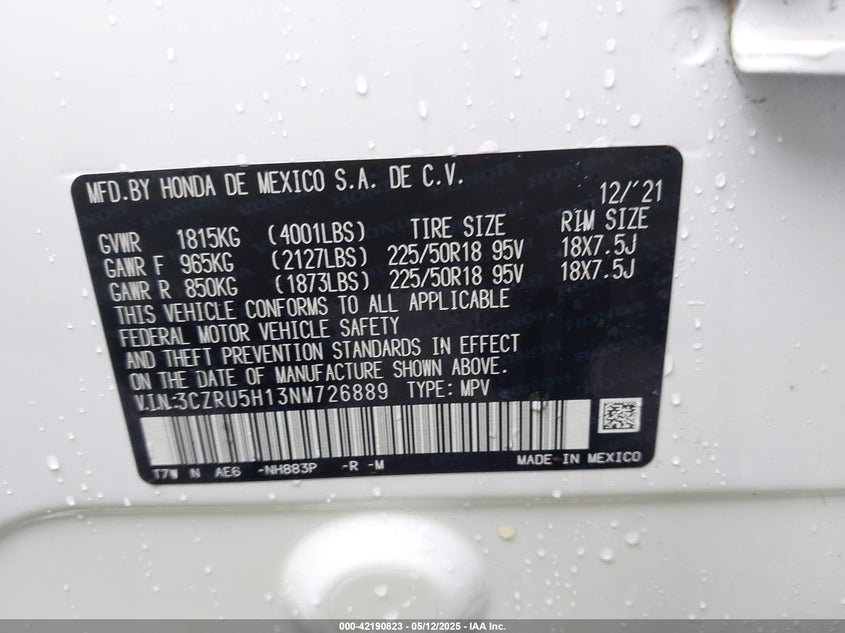 MFD.BY HONDA DE MEXICO S.A. DE C.V.
12/'21
GVWR 1815KG (4001LBS) TIRE SIZE RIM SIZE
GAWR F 965KG (2127LBS) 225/50R18 95V 18X7.5J
GAWR R 850KG (1873LBS) 225/50R18 95V 18X7.5J
THIS VEHICLE CONFORMS TO ALL APPLICABLE
FEDERAL MOTOR VEHICLE SAFETY
AND THEFT PREVENTION STANDARDS IN EFFECT
ON THE DATE OF MANUFACTURE SHOWN ABOVE.
V.I.N:3CZRU5H13NM726889 TYPE: MPV
T7W N AE6 -NH883P -R -M MADE IN MEXICO
000-42190823 - 05/12/2025 - IAA Inc.